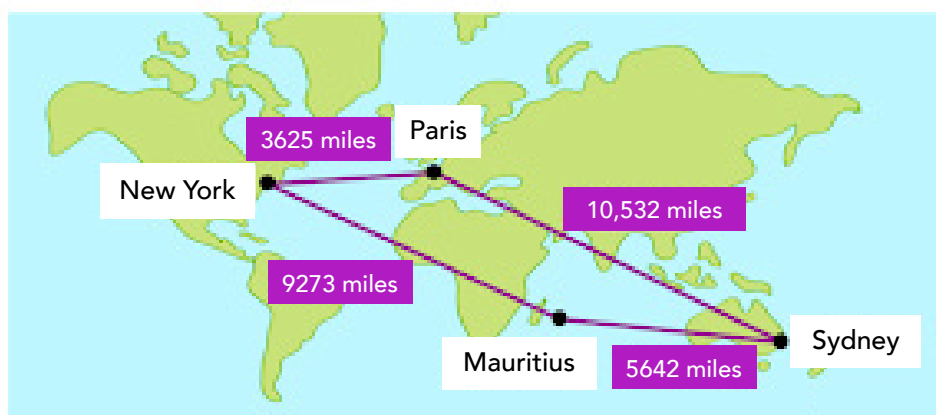 3625 miles
Paris
New York
10,532 miles
9273 miles
Mauritius
Sydney
5642 miles